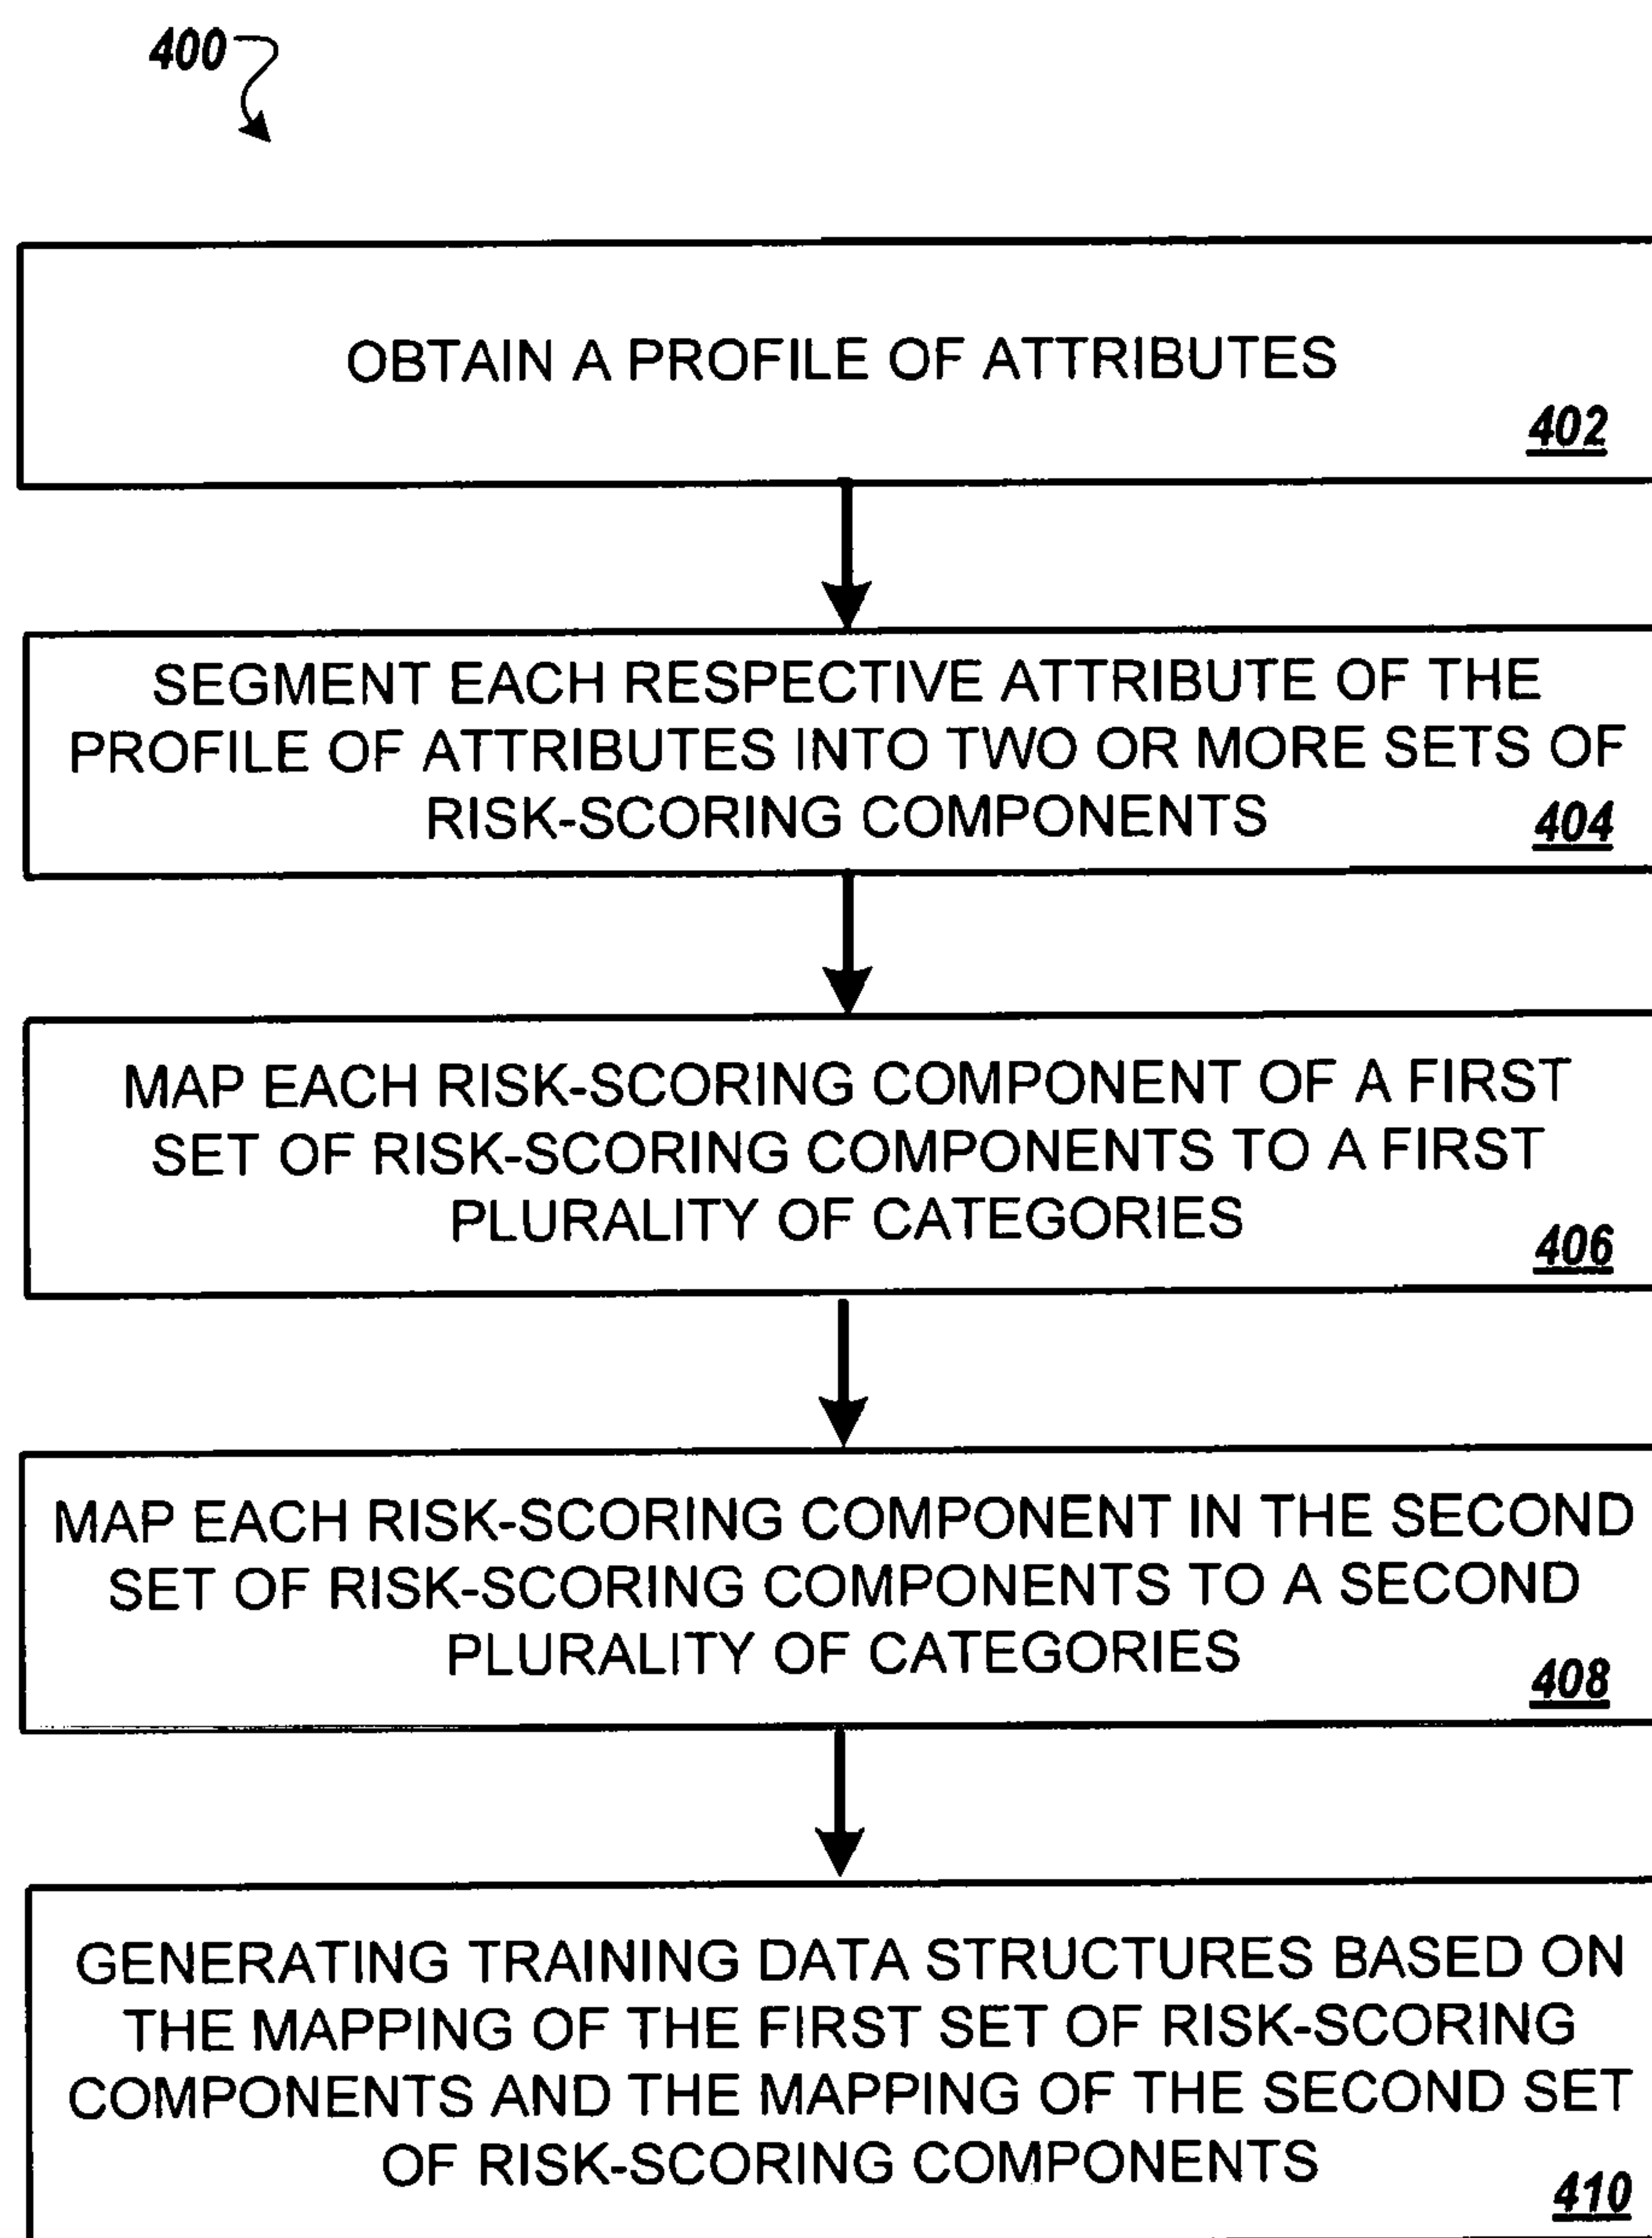 400
OBTAIN A PROFILE OF ATTRIBUTES
402
SEGMENT EACH RESPECTIVE ATTRIBUTE OF THE
PROFILE OF ATTRIBUTES INTO TWO OR MORE SETS OF
RISK-SCORING COMPONENTS
404
MAP EACH RISK-SCORING COMPONENT OF A FIRST
SET OF RISK-SCORING COMPONENTS TO A FIRST
PLURALITY OF CATEGORIES
406
MAP EACH RISK-SCORING COMPONENT IN THE SECOND
SET OF RISK-SCORING COMPONENTS TO A SECOND
PLURALITY OF CATEGORIES
408
GENERATING TRAINING DATA STRUCTURES BASED ON
THE MAPPING OF THE FIRST SET OF RISK-SCORING
COMPONENTS AND THE MAPPING OF THE SECOND SET
OF RISK-SCORING COMPONENTS
410